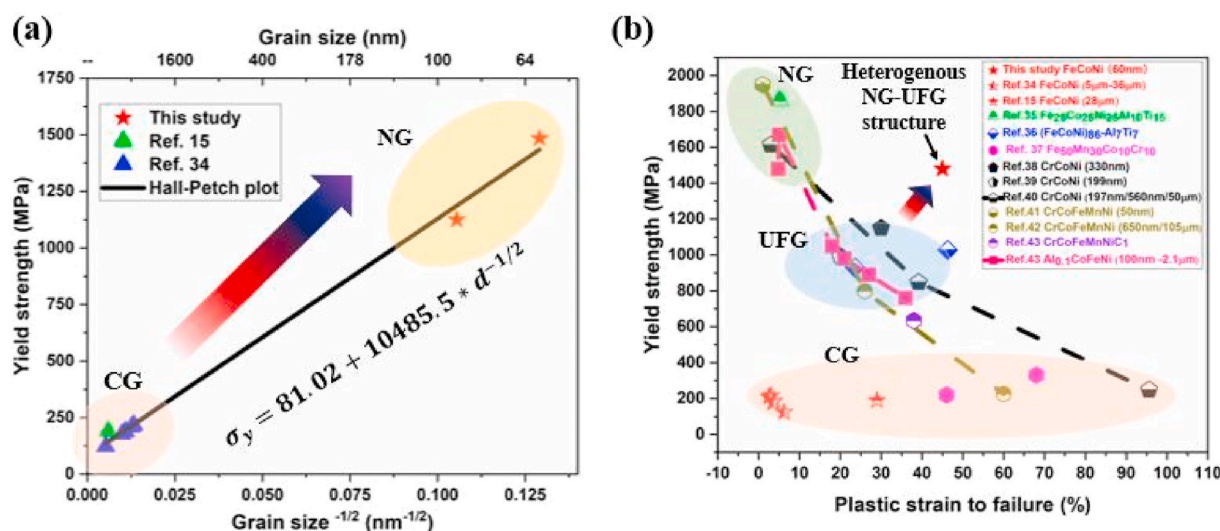 (a)
Grain size (nm)
-- 1600 400 178 100 64
1750
1500
1250
1000
750
500
250
0
Yield strength (MPa)
This study
Ref. 15
Ref. 34
Hall-Petch plot
NG
CG
σy = 81.02 + 10485.5 * d^-1/2
0.000 0.025 0.050 0.075 0.100 0.125
Grain size -1/2 (nm-1/2)
(b)
2000
1800
1600
1400
1200
1000
800
600
400
200
0
Yield strength (MPa)
NG
Heterogenous
NG-UFG
structure
UFG
CG
This study FeCoNi (60nm)
Ref.34 FeCoNi (5μm-36μm)
Ref.15 FeCoNi (28μm)
Ref.35 Fe25Co25Ni25Al10Ti15
Ref.36 (FeCoNi)86-Al7Ti7
Ref. 37 Fe50Mn30Co10Cr10
Ref.38 CrCoNi (330nm)
Ref.39 CrCoNi (199nm)
Ref.40 CrCoNi (197nm/560nm/50μm)
Ref.41 CrCoFeMnNi (50nm)
Ref.42 CrCoFeMnNi (650nm/105μm)
Ref.43 CrCoFeMnNiC1
Ref.43 Al0.1CoFeNi (100nm -2.1μm)
-10 0 10 20 30 40 50 60 70 80 90 100 110
Plastic strain to failure (%)